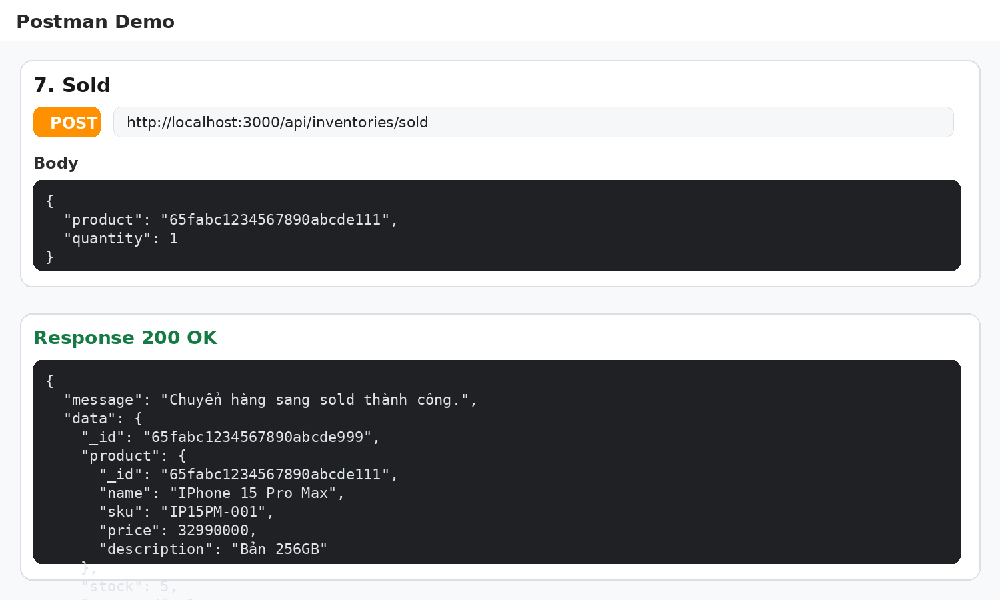 Postman Demo
7. Sold
POST http://localhost:3000/api/inventories/sold
Body
{
  "product": "65fabc1234567890abcde111",
  "quantity": 1
}
Response 200 OK
{
  "message": "Chuyển hàng sang sold thành công.",
  "data": {
    "_id": "65fabc1234567890abcde999",
    "product": {
      "_id": "65fabc1234567890abcde111",
      "name": "IPhone 15 Pro Max",
      "sku": "IP15PM-001",
      "price": 32990000,
      "description": "Bản 256GB"
    },
    "stock": 5,